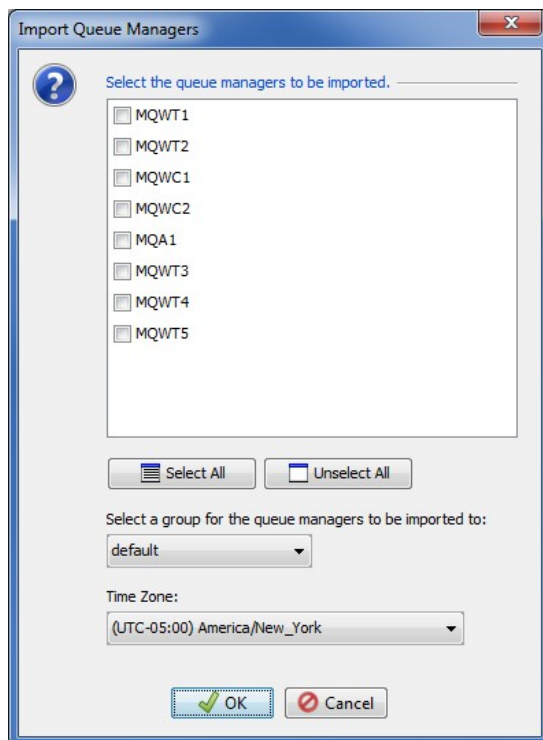 Import Queue Managers
Select the queue managers to be imported.
MQWT1
MQWT2
MQWC1
MQWC2
MQA1
MQWT3
MQWT4
MQWT5
Select All
Unselect All
Select a group for the queue managers to be imported to:
default
Time Zone:
(UTC-05:00) America/New_York
OK
Cancel